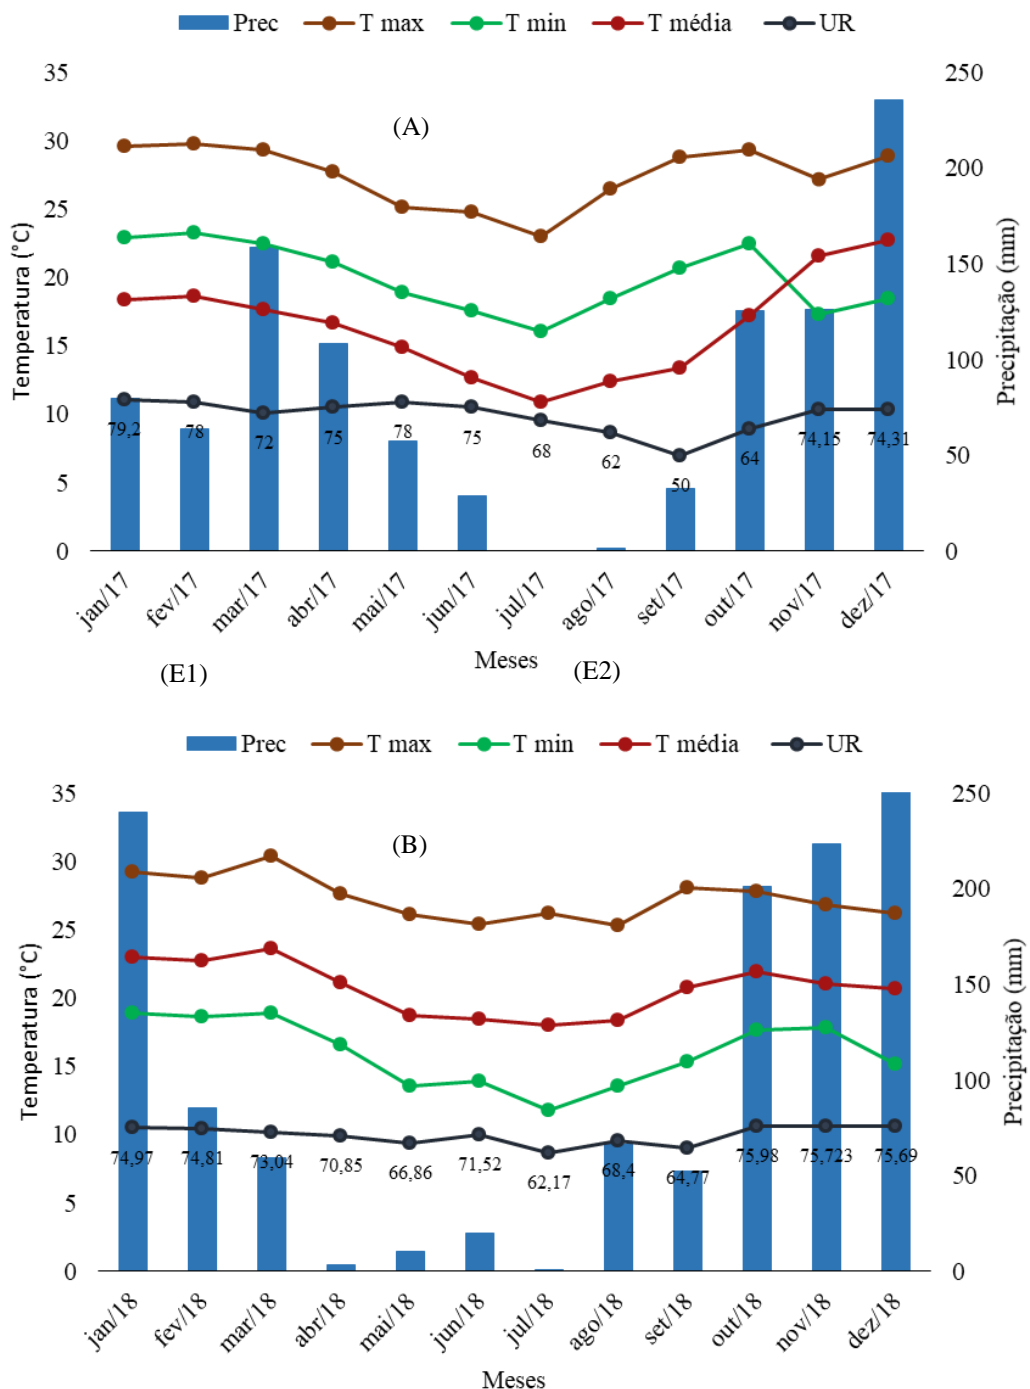 Prec T max T min T média UR
35 250
(A)
30
200
25
20 150
15
100
10
79,2 78 72 75 78 75 68 62 50 64 74,15 74,31
5 50
0 0
Temperatura (°C)
Precipitação (mm)
jan/17 fev/17 mar/17 abr/17 mai/17 jun/17 jul/17 ago/17 set/17 out/17 nov/17 dez/17
Meses
(E1) (E2)
Prec T max T min T média UR
35 250
(B)
30
200
25
20 150
15
100
10
74,97 74,81 73,04 70,85 66,86 71,52 62,17 68,4 64,77 75,98 75,723 75,69
5 50
0 0
Temperatura (°C)
Precipitação (mm)
jan/18 fev/18 mar/18 abr/18 mai/18 jun/18 jul/18 ago/18 set/18 out/18 nov/18 dez/18
Meses